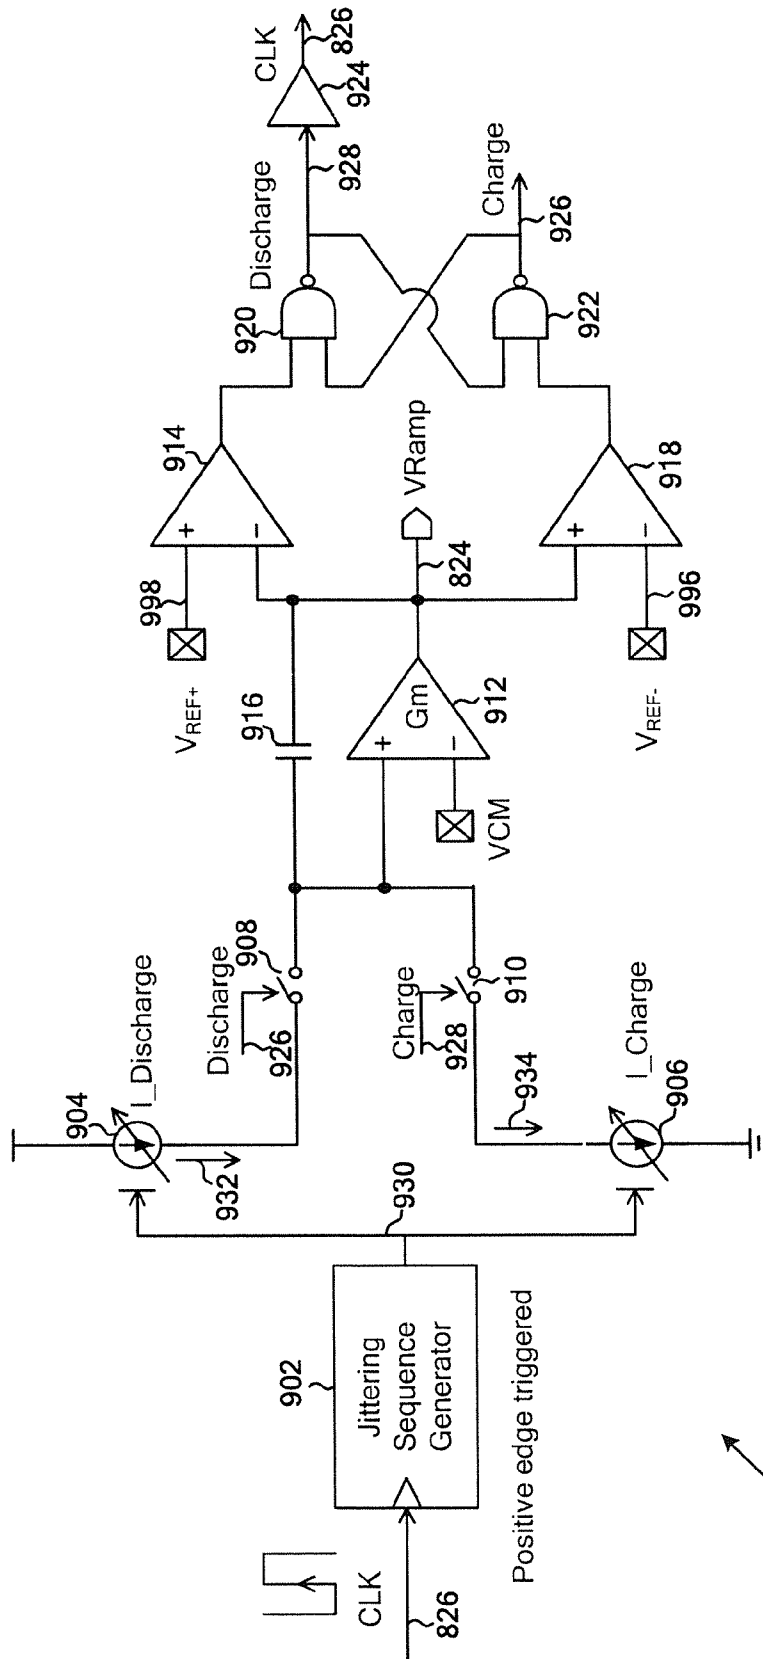 CLK
826
902
Jittering
Sequence
Generator
Positive edge triggered
930
904
I_Discharge
932
Discharge
926
908
Charge
928
910
934
I_Charge
906
916
Gm
+
−
912
VCM
VREF+
998
+
−
914
VRamp
824
VREF-
996
+
−
918
920
Discharge
928
922
Charge
926
CLK
826
924